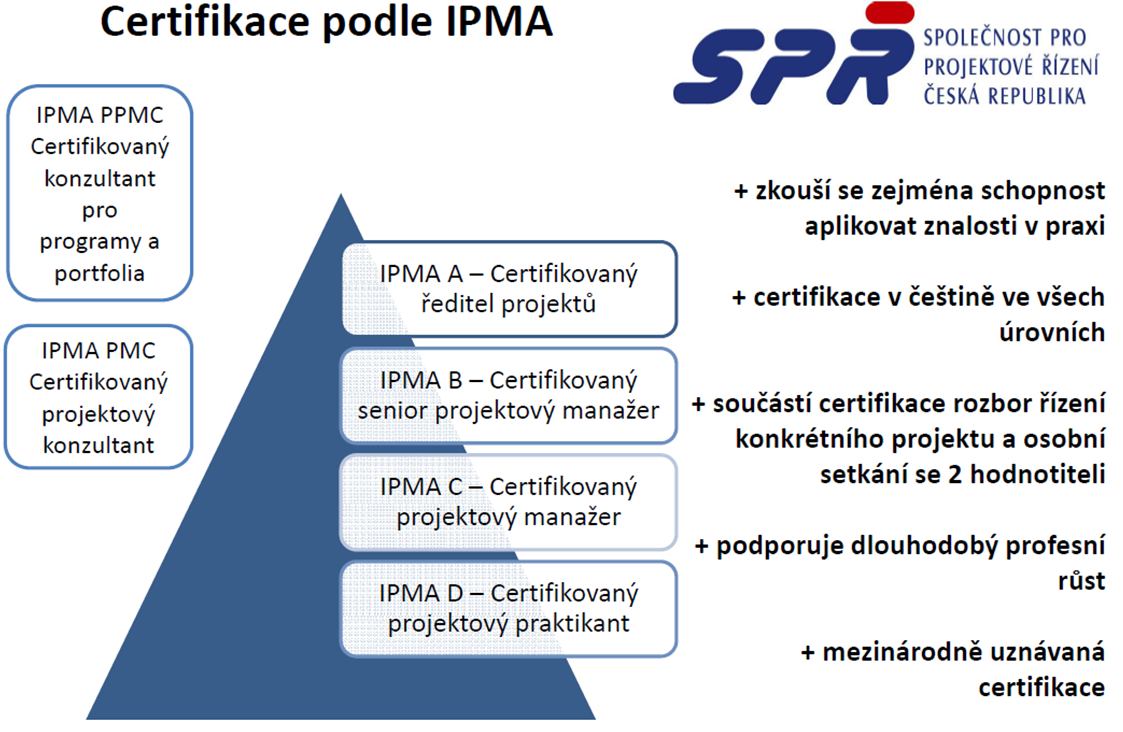 Certifikace podle IPMA
SPŘ
SPOLEČNOST PRO
PROJEKTOVÉ ŘÍZENÍ
ČESKÁ REPUBLIKA
IPMA PPMC
Certifikovaný
konzultant
pro
programy a
portfolia
IPMA PMC
Certifikovaný
projektový
konzultant
IPMA A – Certifikovaný
ředitel projektů
IPMA B – Certifikovaný
senior projektový manažer
IPMA C – Certifikovaný
projektový manažer
IPMA D – Certifikovaný
projektový praktikant
+ zkouší se zejména schopnost
aplikovat znalosti v praxi
+ certifikace v češtině ve všech
úrovních
+ součástí certifikace rozbor řízení
konkrétního projektu a osobní
setkání se 2 hodnotiteli
+ podporuje dlouhodobý profesní
růst
+ mezinárodně uznávaná
certifikace